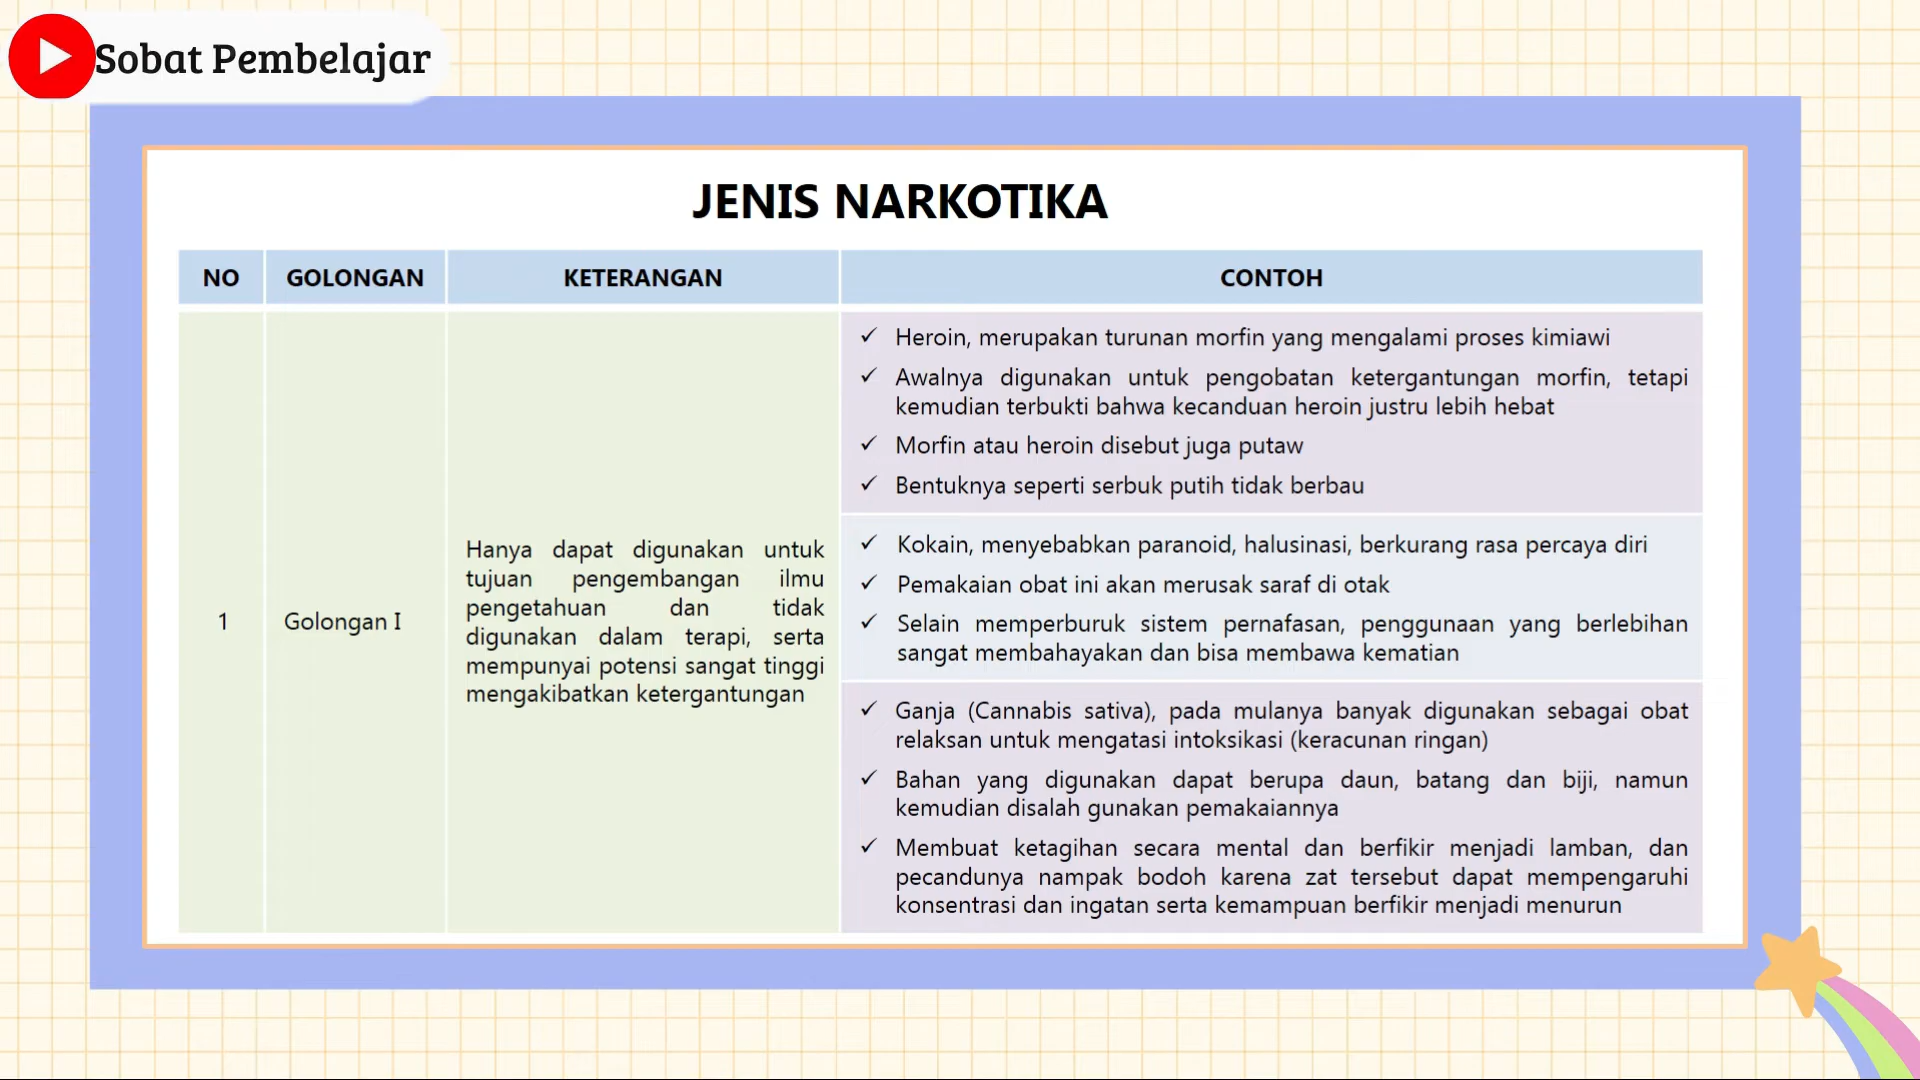 Sobat Pembelajar
JENIS NARKOTIKA
NO
GOLONGAN
KETERANGAN
CONTOH
1
Golongan I
Hanya dapat digunakan untuk
tujuan pengembangan ilmu
pengetahuan dan tidak
digunakan dalam terapi, serta
mempunyai potensi sangat tinggi
mengakibatkan ketergantungan
✓ Heroin, merupakan turunan morfin yang mengalami proses kimiawi
✓ Awalnya digunakan untuk pengobatan ketergantungan morfin, tetapi
kemudian terbukti bahwa kecanduan heroin justru lebih hebat
✓ Morfin atau heroin disebut juga putaw
✓ Bentuknya seperti serbuk putih tidak berbau
✓ Kokain, menyebabkan paranoid, halusinasi, berkurang rasa percaya diri
✓ Pemakaian obat ini akan merusak saraf di otak
✓ Selain memperburuk sistem pernafasan, penggunaan yang berlebihan
sangat membahayakan dan bisa membawa kematian
✓ Ganja (Cannabis sativa), pada mulanya banyak digunakan sebagai obat
relaksan untuk mengatasi intoksikasi (keracunan ringan)
✓ Bahan yang digunakan dapat berupa daun, batang dan biji, namun
kemudian disalah gunakan pemakaiannya
✓ Membuat ketagihan secara mental dan berfikir menjadi lamban, dan
pecandunya nampak bodoh karena zat tersebut dapat mempengaruhi
konsentrasi dan ingatan serta kemampuan berfikir menjadi menurun